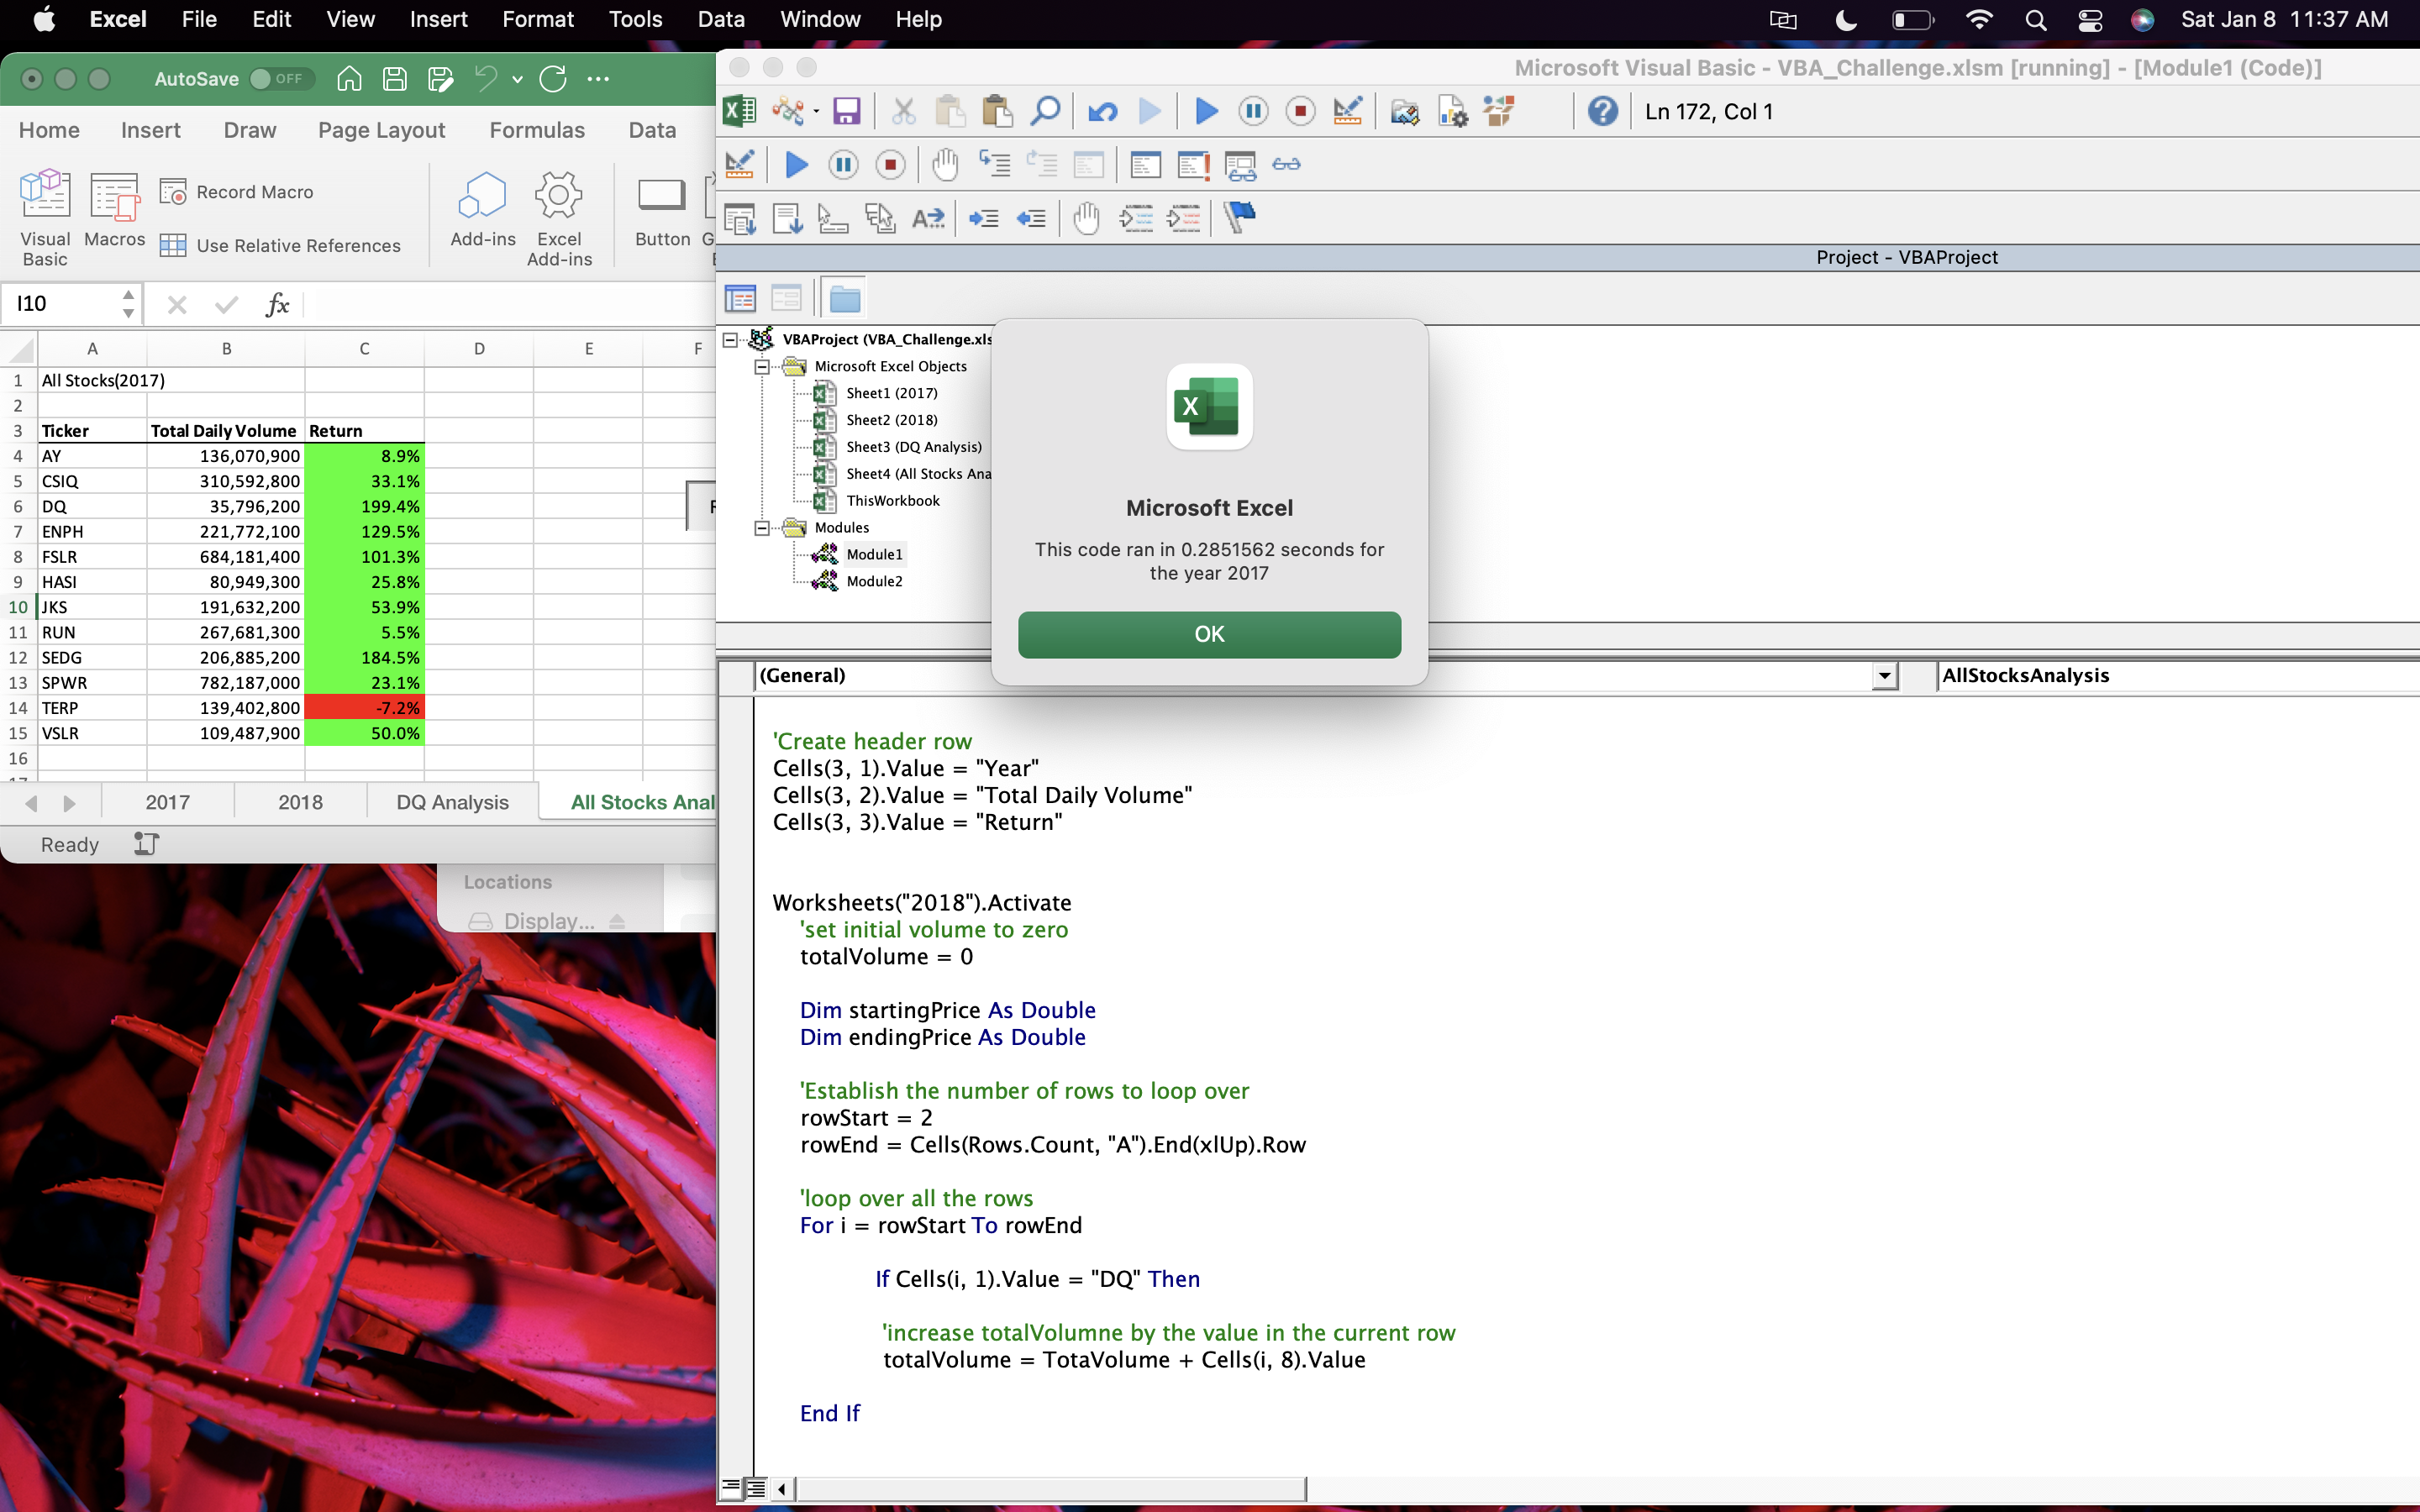 Excel File Edit View Insert Format Tools Data Window Help Sat Jan 8 11:37 AM
AutoSave OFF
Home Insert Draw Page Layout Formulas Data
Visual Basic
Macros
Record Macro
Use Relative References
Add-ins
Excel Add-ins
Button
I10
fx
A B C D E F
1 All Stocks(2017)
2
3 Ticker Total Daily Volume Return
4 AY 136,070,900 8.9%
5 CSIQ 310,592,800 33.1%
6 DQ 35,796,200 199.4%
7 ENPH 221,772,100 129.5%
8 FSLR 684,181,400 101.3%
9 HASI 80,949,300 25.8%
10 JKS 191,632,200 53.9%
11 RUN 267,681,300 5.5%
12 SEDG 206,885,200 184.5%
13 SPWR 782,187,000 23.1%
14 TERP 139,402,800 -7.2%
15 VSLR 109,487,900 50.0%
16
2017 2018 DQ Analysis All Stocks Anal
Ready
Locations
Display...
Microsoft Visual Basic - VBA_Challenge.xlsm [running] - [Module1 (Code)]
Ln 172, Col 1
Project - VBAProject
VBAProject (VBA_Challenge.xls
Microsoft Excel Objects
Sheet1 (2017)
Sheet2 (2018)
Sheet3 (DQ Analysis)
Sheet4 (All Stocks Ana
ThisWorkbook
Modules
Module1
Module2
Microsoft Excel
This code ran in 0.2851562 seconds for
the year 2017
OK
(General) AllStocksAnalysis
'Create header row
Cells(3, 1).Value = "Year"
Cells(3, 2).Value = "Total Daily Volume"
Cells(3, 3).Value = "Return"
Worksheets("2018").Activate
'set initial volume to zero
totalVolume = 0
Dim startingPrice As Double
Dim endingPrice As Double
'Establish the number of rows to loop over
rowStart = 2
rowEnd = Cells(Rows.Count, "A").End(xlUp).Row
'loop over all the rows
For i = rowStart To rowEnd
If Cells(i, 1).Value = "DQ" Then
'increase totalVolumne by the value in the current row
totalVolume = TotaVolume + Cells(i, 8).Value
End If